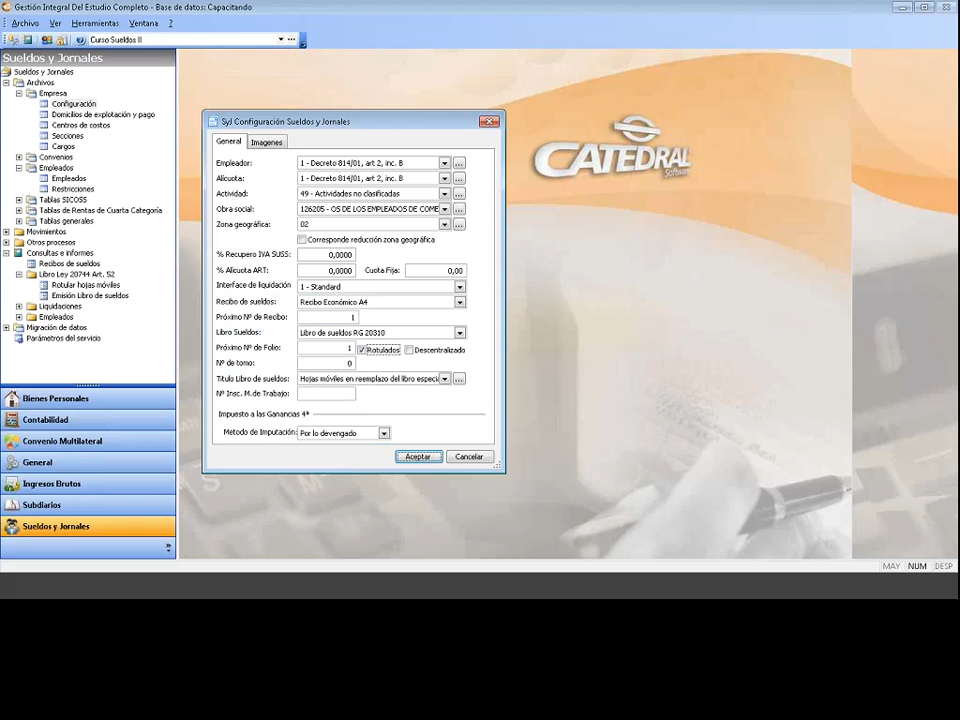 Gestión Integral Del Estudio Completo - Base de datos: Capacitando
Archivo Ver Herramientas Ventana ?
Curso Sueldos II
Sueldos y Jornales
Sueldos y Jornales
Archivos
Empresa
Configuración
Domicilios de explotación y pago
Centros de costos
Secciones
Cargos
Convenios
Empleados
Empleados
Restricciones
Tablas SICOSS
Tablas de Rentas de Cuarta Categoría
Tablas generales
Movimientos
Otros procesos
Consultas e informes
Recibos de sueldos
Libro Ley 20744 Art. 52
Rotular hojas móviles
Emisión Libro de sueldos
Liquidaciones
Empleados
Migración de datos
Parámetros del servicio
Bienes Personales
Contabilidad
Convenio Multilateral
General
Ingresos Brutos
Subdiarios
Sueldos y Jornales
SyJ Configuración Sueldos y Jornales
General Imagenes
Empleador: 1 - Decreto 814/01, art 2, inc. B
Alicuota: 1 - Decreto 814/01, art 2, inc. B
Actividad: 49 - Actividades no clasificadas
Obra social: 126205 - OS DE LOS EMPLEADOS DE COME
Zona geográfica: 02
Corresponde reducción zona geográfica
% Recupero IVA SUSS: 0,0000
% Alicuota ART: 0,0000 Cuota Fija: 0,00
Interface de liquidación 1 - Standard
Recibo de sueldos: Recibo Económico A4
Próximo Nº de Recibo: 1
Libro Sueldos: Libro de sueldos RG 20310
Próximo Nº de Folio: 1 Rotulados Descentralizado
Nº de tomo: 0
Titulo Libro de sueldos: Hojas móviles en reemplazo del libro especi
Nº Insc. M.de Trabajo:
Impuesto a las Ganancias 4ª
Metodo de Imputación: Por lo devengado
Aceptar Cancelar
CATEDRAL
Software
MAY NUM DESP